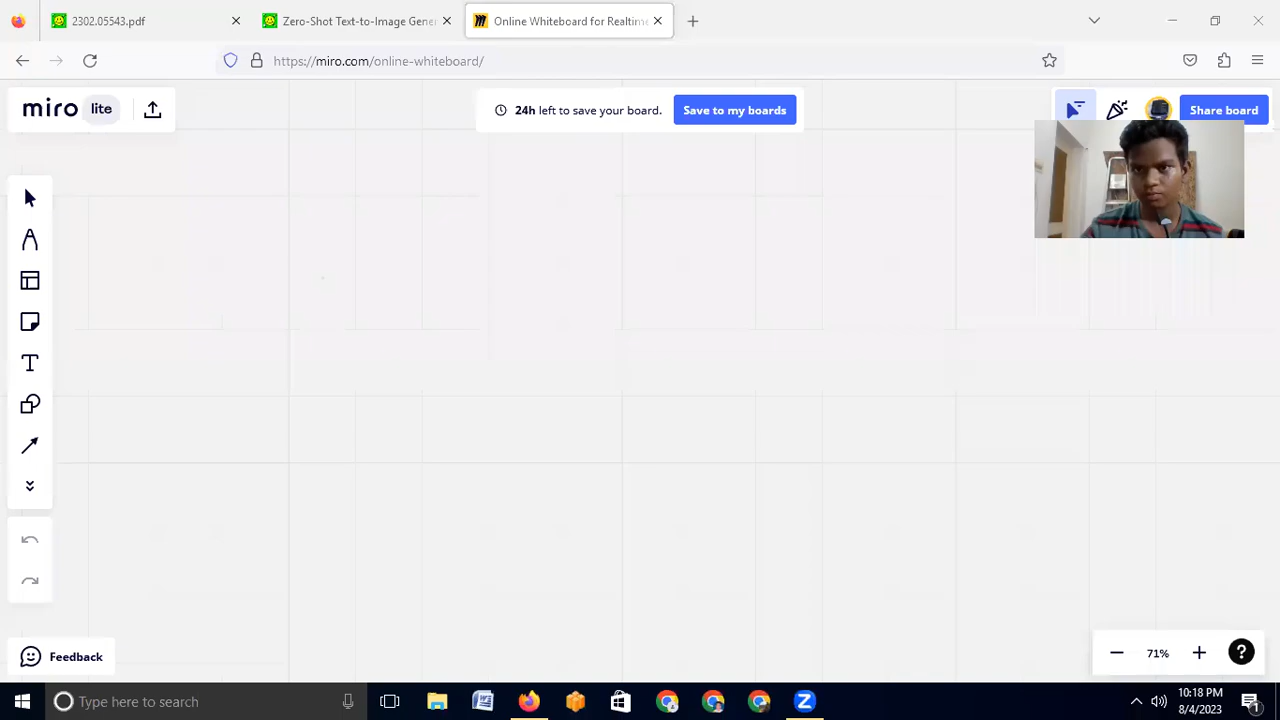 2302.05543.pdf
Zero-Shot Text-to-Image Gener
Online Whiteboard for Realtime
https://miro.com/online-whiteboard/
miro lite
24h left to save your board.
Save to my boards
Share board
T
Feedback
71%
?
Type here to search
10:18 PM
8/4/2023